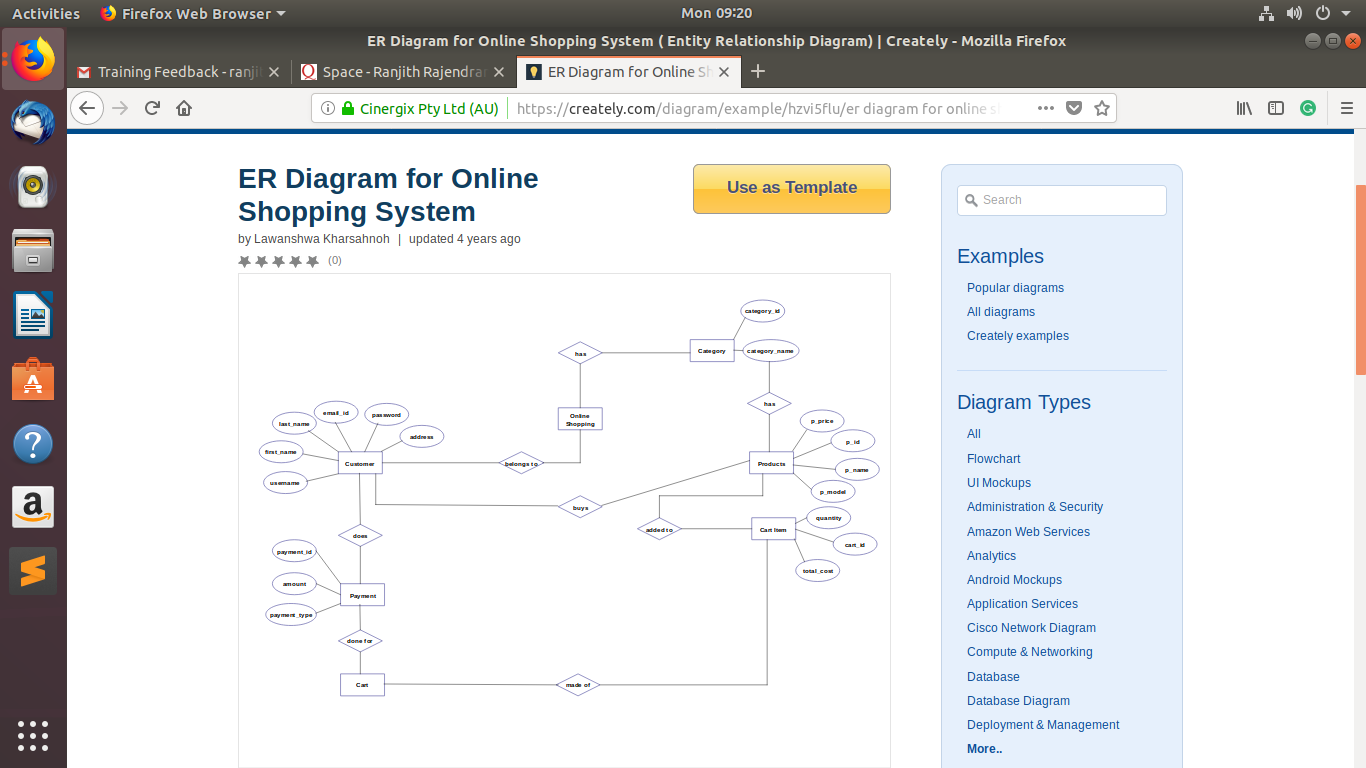 Activities
Firefox Web Browser
Mon 09:20
ER Diagram for Online Shopping System ( Entity Relationship Diagram) | Creately - Mozilla Firefox
Training Feedback - ranji
Space - Ranjith Rajendran
ER Diagram for Online Sh
Cinergix Pty Ltd (AU)
https://creately.com/diagram/example/hzvi5flu/er diagram for online s
ER Diagram for Online
Shopping System
by Lawanshwa Kharsahnoh | updated 4 years ago
(0)
Use as Template
category_id
Category
category_name
has
has
Online
Shopping
email_id
password
last_name
address
first_name
Customer
username
belongs to
p_price
p_id
Products
p_name
p_model
buys
quantity
added to
Cart Item
cart_id
total_cost
does
payment_id
amount
Payment
payment_type
done for
Cart
made of
Search
Examples
Popular diagrams
All diagrams
Creately examples
Diagram Types
All
Flowchart
UI Mockups
Administration & Security
Amazon Web Services
Analytics
Android Mockups
Application Services
Cisco Network Diagram
Compute & Networking
Database
Database Diagram
Deployment & Management
More..